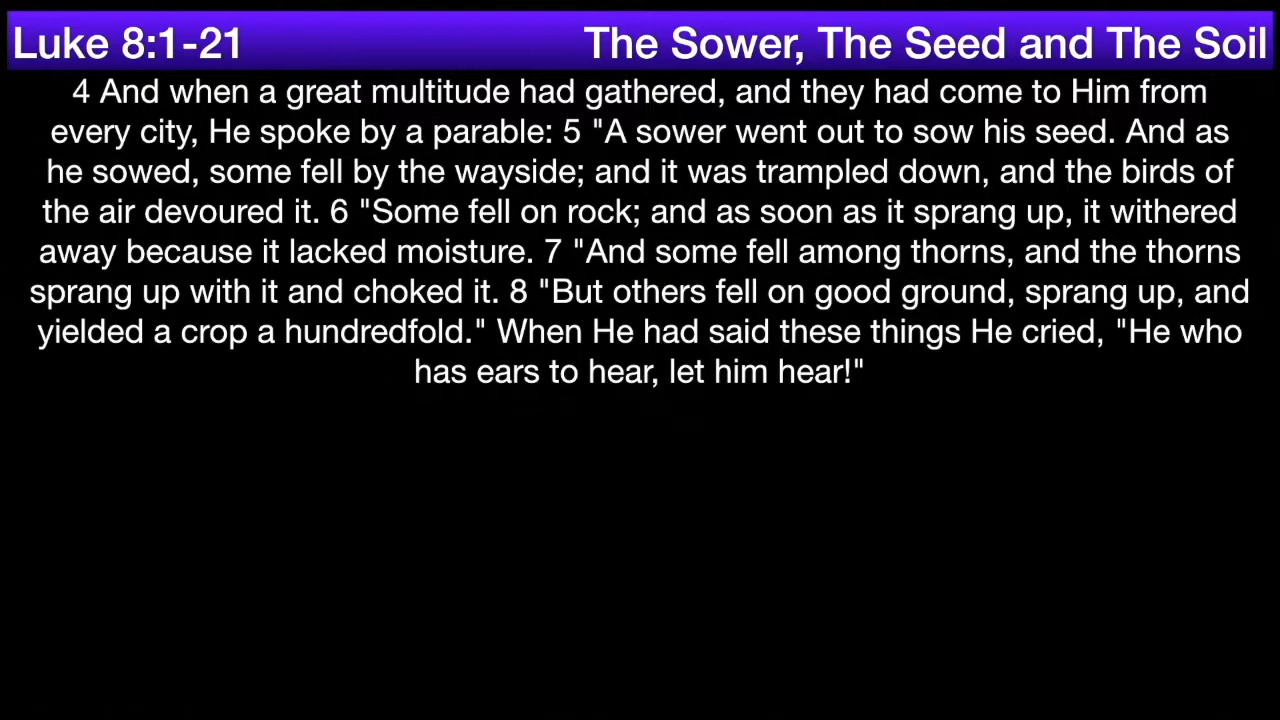 Luke 8:1-21 The Sower, The Seed and The Soil
4 And when a great multitude had gathered, and they had come to Him from
every city, He spoke by a parable: 5 "A sower went out to sow his seed. And as
he sowed, some fell by the wayside; and it was trampled down, and the birds of
the air devoured it. 6 "Some fell on rock; and as soon as it sprang up, it withered
away because it lacked moisture. 7 "And some fell among thorns, and the thorns
sprang up with it and choked it. 8 "But others fell on good ground, sprang up, and
yielded a crop a hundredfold." When He had said these things He cried, "He who
has ears to hear, let him hear!"